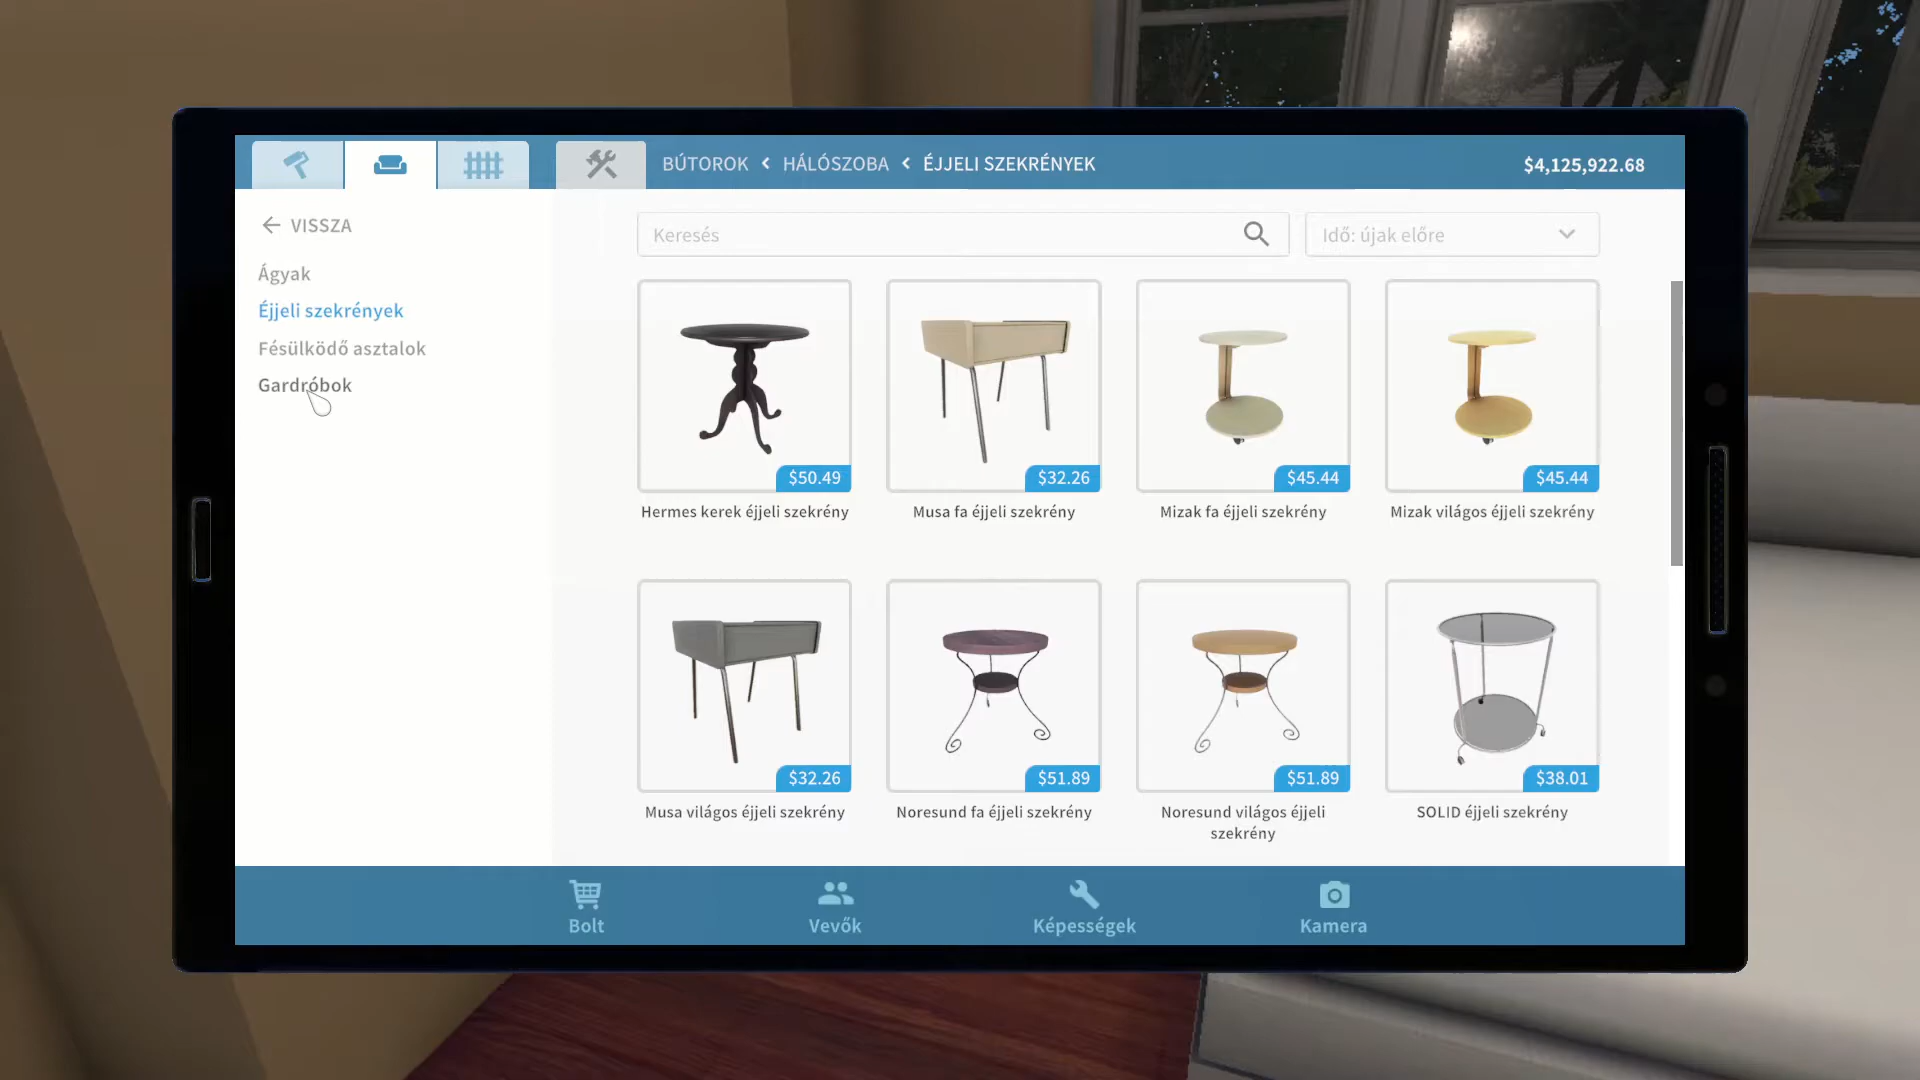 BÚTOROK < HÁLÓSZOBA < ÉJJELI SZEKRÉNYEK
$4,125,922.68
VISSZA
Ágyak
Éjjeli szekrények
Fésülködő asztalok
Gardróbok
Keresés
Idő: újak előre
$50.49
$32.26
$45.44
$45.44
Hermes kerek éjjeli szekrény
Musa fa éjjeli szekrény
Mizak fa éjjeli szekrény
Mizak világos éjjeli szekrény
$32.26
$51.89
$51.89
$38.01
Musa világos éjjeli szekrény
Noresund fa éjjeli szekrény
Noresund világos éjjeli
szekrény
SOLID éjjeli szekrény
Bolt
Vevők
Képességek
Kamera